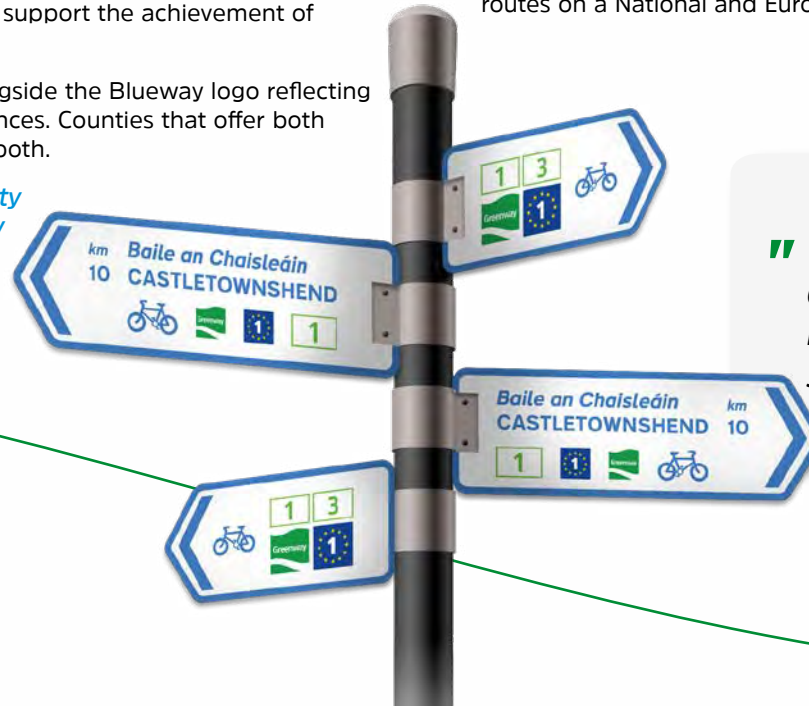 support the achievement of
routes on a National and Euro
gside the Blueway logo reflecting
nces. Counties that offer both
both.
ty
1 3
Greenway 1
"
km Baile an Chaisleáin
10 CASTLETOWNSHEND
Greenway 1 1
Baile an Chaisleáin km
CASTLETOWNSHEND 10
1 1 Greenway
1 3
Greenway 1